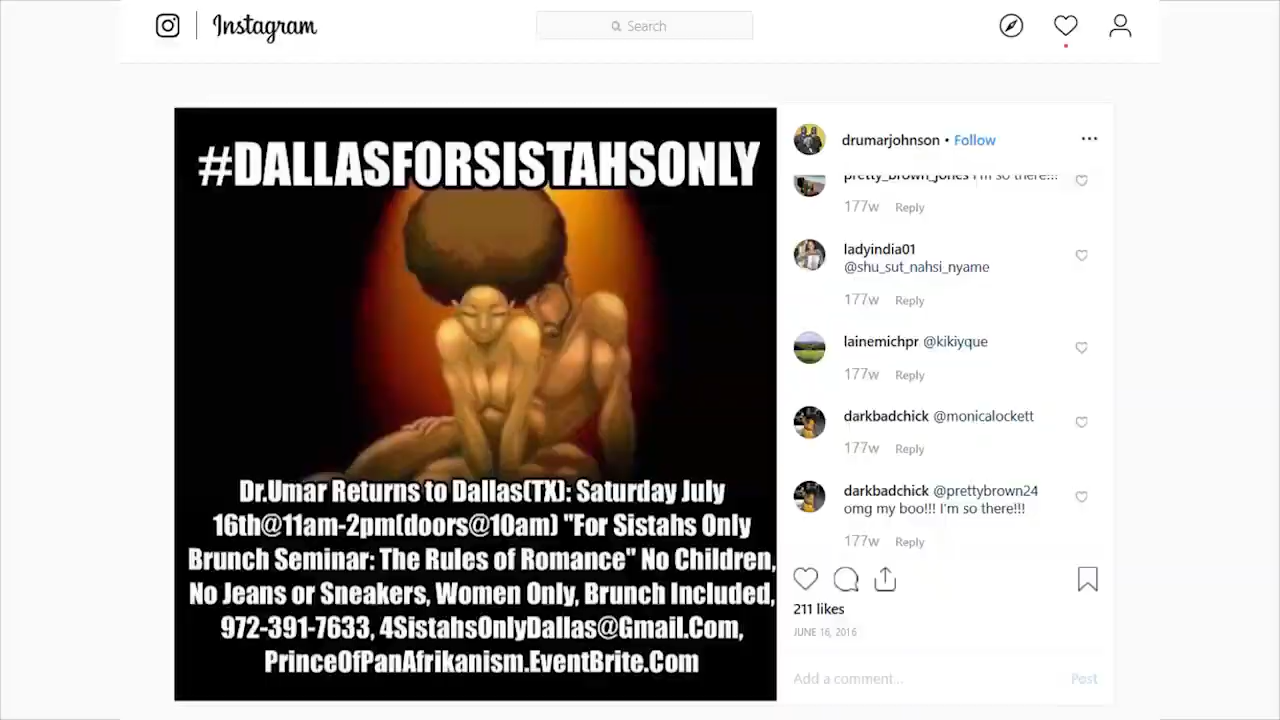 Instagram
Search
#DALLASFORSISTAHSONLY
Dr.Umar Returns to Dallas(TX): Saturday July
16th@11am-2pm(doors@10am) "For Sistahs Only
Brunch Seminar: The Rules of Romance" No Children,
No Jeans or Sneakers, Women Only, Brunch Included,
972-391-7633, 4SistahsOnlyDallas@Gmail.Com,
PrinceOfPanAfrikanism.EventBrite.Com
drumarjohnson • Follow
pretty_brown_jones I'm so there!!!
177w Reply
ladyindia01
@shu_sut_nahsi_nyame
177w Reply
lainemichpr @kikiyque
177w Reply
darkbadchick @monicalockett
177w Reply
darkbadchick @prettybrown24
omg my boo!!! I'm so there!!!
177w Reply
211 likes
JUNE 16, 2016
Add a comment...
Post